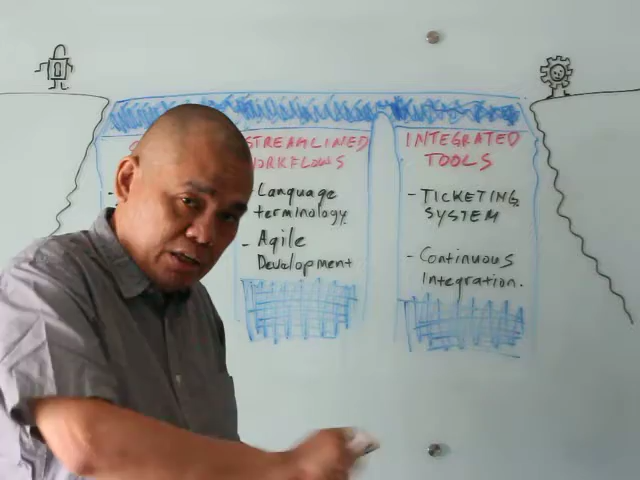 STREAMLINED
WORKFLOWS
- Language
terminology
- Agile
Development
INTEGRATED
TOOLS
- TICKETING
SYSTEM
- Continuous
Integration.